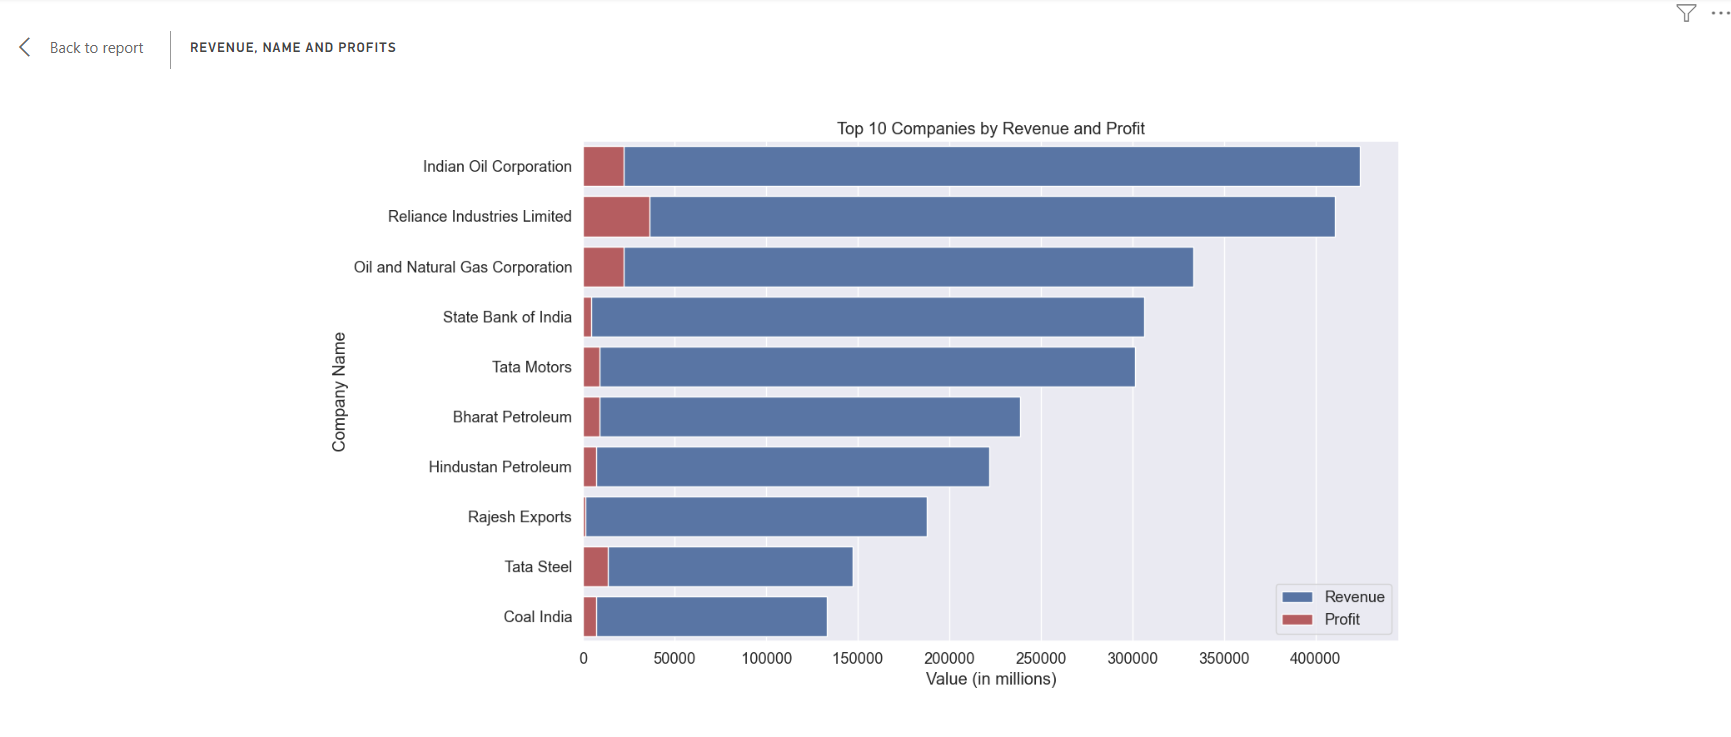 Back to report
REVENUE, NAME AND PROFITS
Top 10 Companies by Revenue and Profit
Company Name
Indian Oil Corporation
Reliance Industries Limited
Oil and Natural Gas Corporation
State Bank of India
Tata Motors
Bharat Petroleum
Hindustan Petroleum
Rajesh Exports
Tata Steel
Coal India
Revenue
Profit
0 50000 100000 150000 200000 250000 300000 350000 400000
Value (in millions)